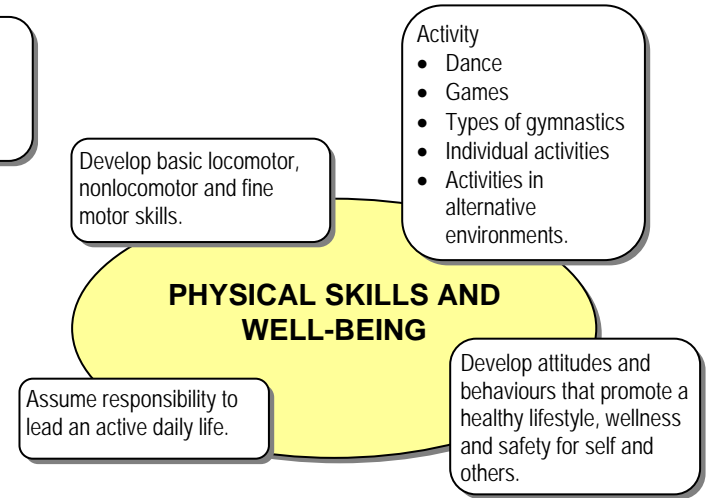 Activity
• Dance
• Games
• Types of gymnastics
• Individual activities
• Activities in
alternative
environments.
Develop basic locomotor,
nonlocomotor and fine
motor skills.
PHYSICAL SKILLS AND
WELL-BEING
Develop attitudes and
behaviours that promote a
healthy lifestyle, wellness
and safety for self and
others.
Assume responsibility to
lead an active daily life.